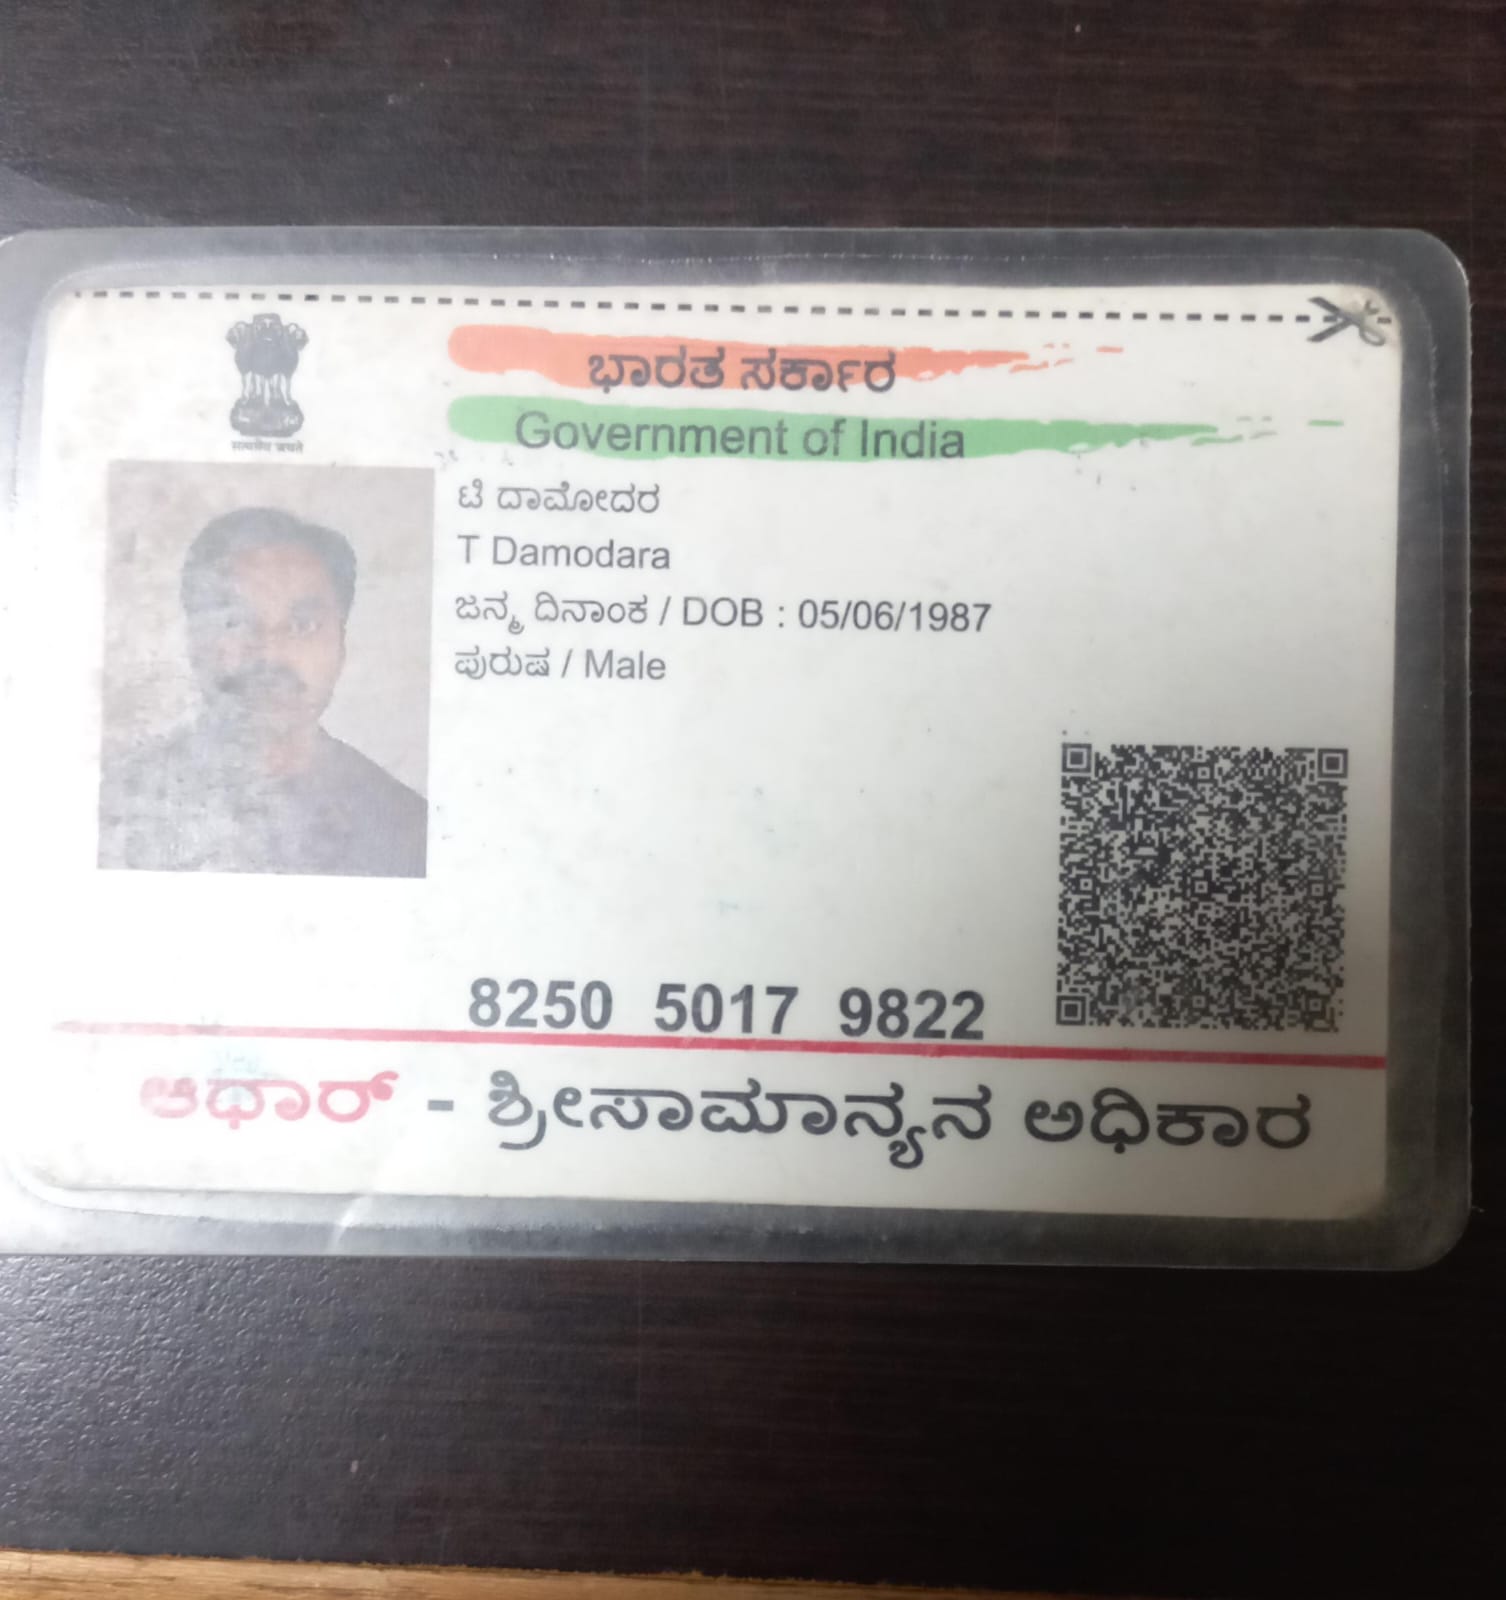 ಭಾರತ ಸರ್ಕಾರ
Government of India
सत्यमेव जयते
ಟಿ ದಾಮೋದರ
T Damodara
ಜನ್ಮ ದಿನಾಂಕ / DOB : 05/06/1987
ಪುರುಷ / Male
8250 5017 9822
ಆಧಾರ್ - ಶ್ರೀಸಾಮಾನ್ಯನ ಅಧಿಕಾರ